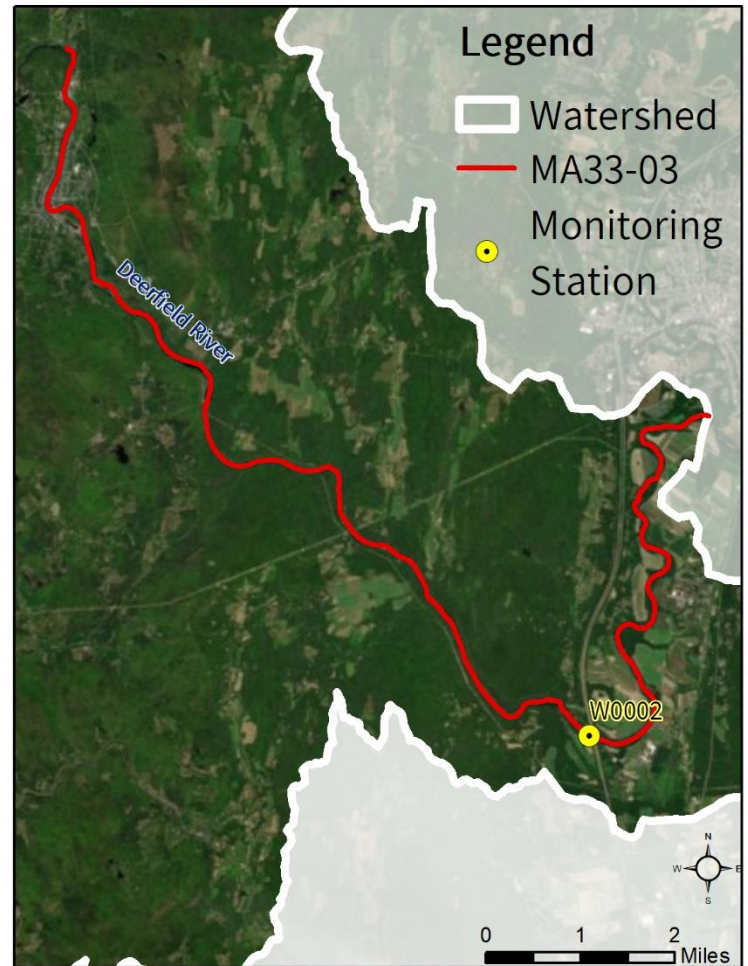 Legend
Watershed
MA33-03
Monitoring
Station
Deerfield River
W0002
N
W E
S
0 1 2
Miles